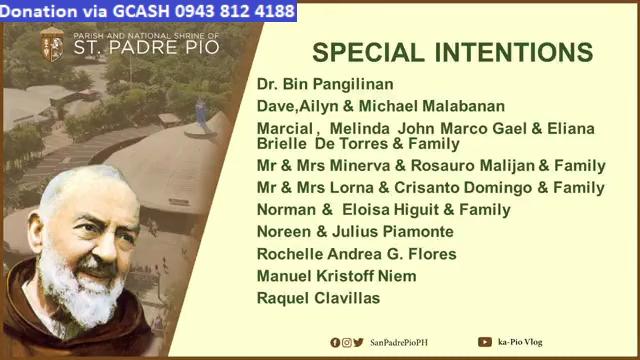 Donation via GCASH 0943 812 4188
PARISH AND NATIONAL SHRINE OF
ST. PADRE PIO
SPECIAL INTENTIONS
Dr. Bin Pangilinan
Dave,Ailyn & Michael Malabanan
Marcial , Melinda John Marco Gael & Eliana
Brielle De Torres & Family
Mr & Mrs Minerva & Rosauro Malijan & Family
Mr & Mrs Lorna & Crisanto Domingo & Family
Norman & Eloisa Higuit & Family
Noreen & Julius Piamonte
Rochelle Andrea G. Flores
Manuel Kristoff Niem
Raquel Clavillas
SanPadrePioPH
ka-Pio Vlog